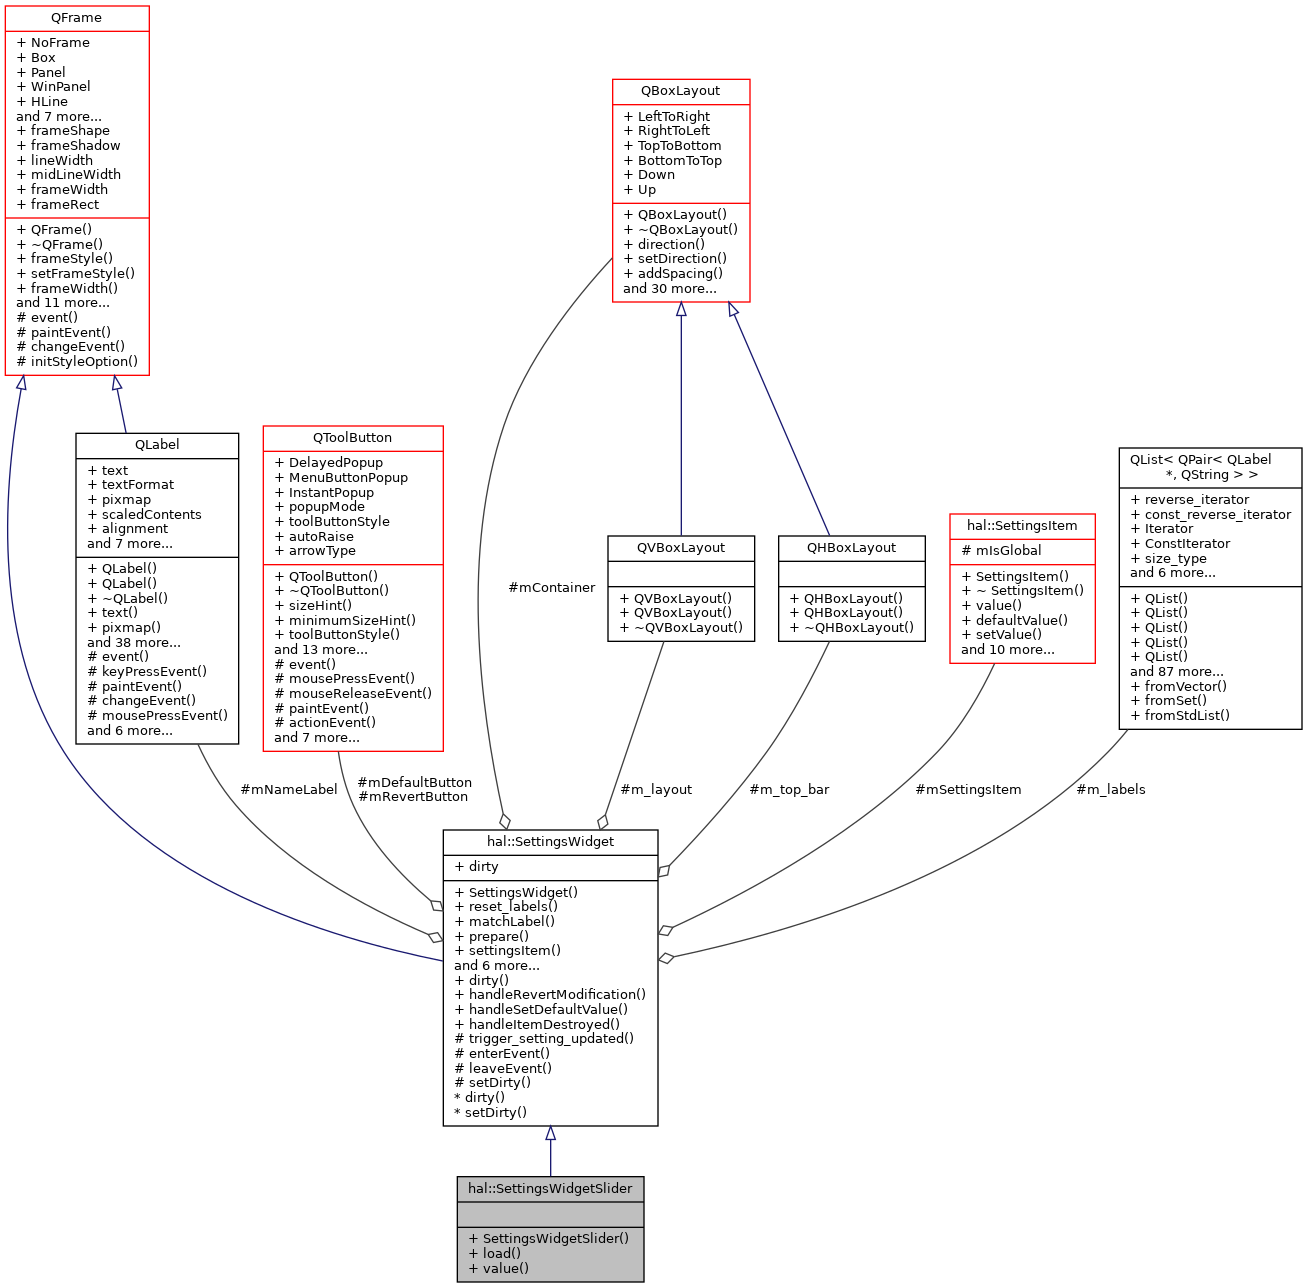 QFrame
+ NoFrame
+ Box
+ Panel
+ WinPanel
+ HLine
and 7 more...
+ frameShape
+ frameShadow
+ lineWidth
+ midLineWidth
+ frameWidth
+ frameRect
+ QFrame()
+ ~QFrame()
+ frameStyle()
+ setFrameStyle()
+ frameWidth()
and 11 more...
# event()
# paintEvent()
# changeEvent()
# initStyleOption()
QBoxLayout
+ LeftToRight
+ RightToLeft
+ TopToBottom
+ BottomToTop
+ Down
+ Up
+ QBoxLayout()
+ ~QBoxLayout()
+ direction()
+ setDirection()
+ addSpacing()
and 30 more...
QLabel
+ text
+ textFormat
+ pixmap
+ scaledContents
+ alignment
and 7 more...
+ QLabel()
+ QLabel()
+ ~QLabel()
+ text()
+ pixmap()
and 38 more...
# event()
# keyPressEvent()
# paintEvent()
# changeEvent()
# mousePressEvent()
and 6 more...
QToolButton
+ DelayedPopup
+ MenuButtonPopup
+ InstantPopup
+ popupMode
+ toolButtonStyle
+ autoRaise
+ arrowType
+ QToolButton()
+ ~QToolButton()
+ sizeHint()
+ minimumSizeHint()
+ toolButtonStyle()
and 13 more...
# event()
# mousePressEvent()
# mouseReleaseEvent()
# paintEvent()
# actionEvent()
and 7 more...
#mContainer
QVBoxLayout
+ QVBoxLayout()
+ QVBoxLayout()
+ ~QVBoxLayout()
QHBoxLayout
+ QHBoxLayout()
+ QHBoxLayout()
+ ~QHBoxLayout()
hal::SettingsItem
# mIsGlobal
+ SettingsItem()
+ ~ SettingsItem()
+ value()
+ defaultValue()
+ setValue()
and 10 more...
QList< QPair< QLabel
*, QString > >
+ reverse_iterator
+ const_reverse_iterator
+ Iterator
+ ConstIterator
+ size_type
and 6 more...
+ QList()
+ QList()
+ QList()
+ QList()
+ QList()
and 87 more...
+ fromVector()
+ fromSet()
+ fromStdList()
#mNameLabel
#mDefaultButton
#mRevertButton
#m_layout
#m_top_bar
#mSettingsItem
#m_labels
hal::SettingsWidget
+ dirty
+ SettingsWidget()
+ reset_labels()
+ matchLabel()
+ prepare()
+ settingsItem()
and 6 more...
+ dirty()
+ handleRevertModification()
+ handleSetDefaultValue()
+ handleItemDestroyed()
# trigger_setting_updated()
# enterEvent()
# leaveEvent()
# setDirty()
* dirty()
* setDirty()
hal::SettingsWidgetSlider
+ SettingsWidgetSlider()
+ load()
+ value()